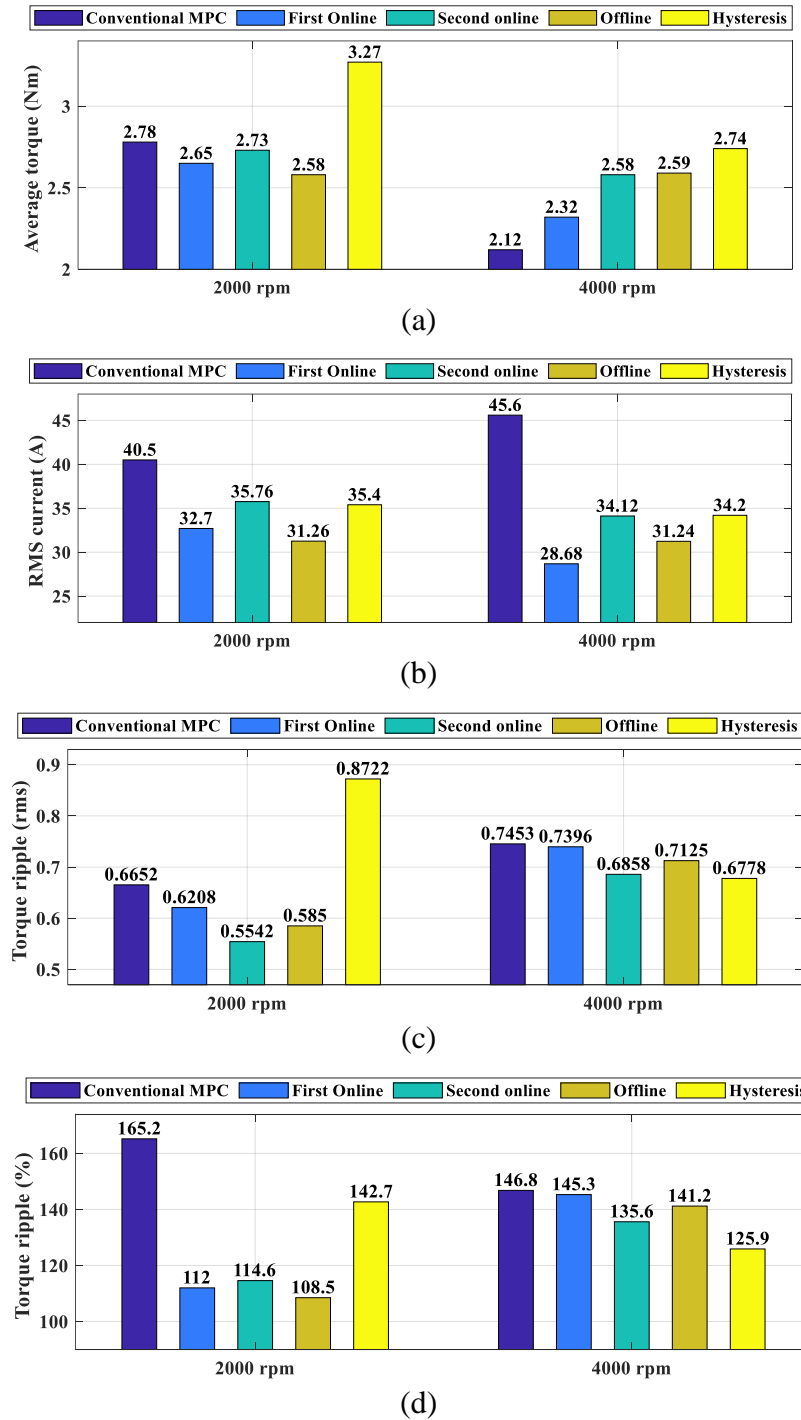 Conventional MPC First Online Second online Offline Hysteresis
Average torque (Nm)
3
2.5
2
2.78 2.65 2.73 2.58 3.27 2.12 2.32 2.58 2.59 2.74
2000 rpm 4000 rpm
(a)
Conventional MPC First Online Second online Offline Hysteresis
RMS current (A)
45
40
35
30
25
40.5 32.7 35.76 31.26 35.4 45.6 28.68 34.12 31.24 34.2
2000 rpm 4000 rpm
(b)
Conventional MPC First Online Second online Offline Hysteresis
Torque ripple (rms)
0.9
0.8
0.7
0.6
0.5
0.6652 0.6208 0.5542 0.585 0.8722 0.7453 0.7396 0.6858 0.7125 0.6778
2000 rpm 4000 rpm
(c)
Conventional MPC First Online Second online Offline Hysteresis
Torque ripple (%)
160
140
120
100
165.2 112 114.6 108.5 142.7 146.8 145.3 135.6 141.2 125.9
2000 rpm 4000 rpm
(d)